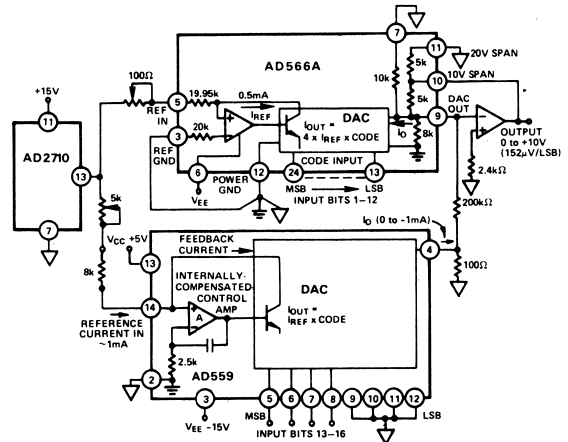 AD566A
7
11
20V SPAN
5k
10
10V SPAN
10k
5k
100Ω
REF
IN
5
19.95k
0.5mA
IREF
DAC
OUT
9
+15V
11
AD2710
13
7
3
20k
REF
GND
DAC
IOUT =
4 x IREF x CODE
IO
8k
OUTPUT
0 to +10V
(152µV/LSB)
2.4kΩ
6
POWER
GND
12
CODE INPUT
24
13
MSB
LSB
INPUT BITS 1–12
VEE
5k
200kΩ
IO (0 to -1mA)
4
100Ω
VCC +5V
13
FEEDBACK
CURRENT
8k
INTERNALLY-
COMPENSATED-
CONTROL
AMP
DAC
IOUT =
IREF x CODE
14
A
REFERENCE
CURRENT IN
~1mA
2.5k
2
AD559
3
5
6
7
8
9
10
11
12
MSB
LSB
VEE -15V
INPUT BITS 13–16